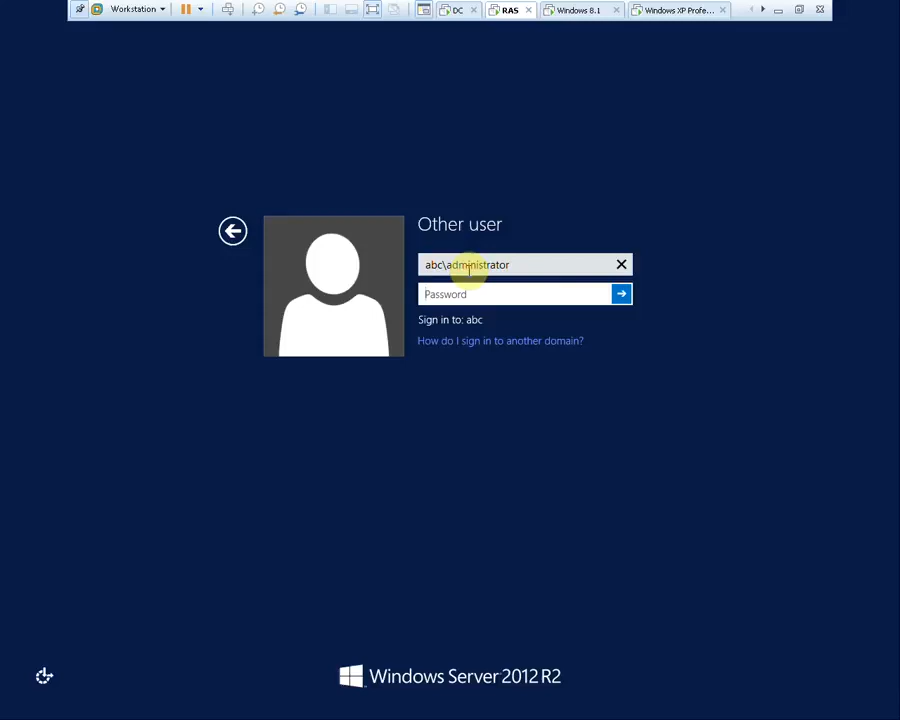 Workstation DC RAS Windows 8.1 Windows XP Profe...
Other user
abc\administrator
Password
Sign in to: abc
How do I sign in to another domain?
Windows Server 2012 R2